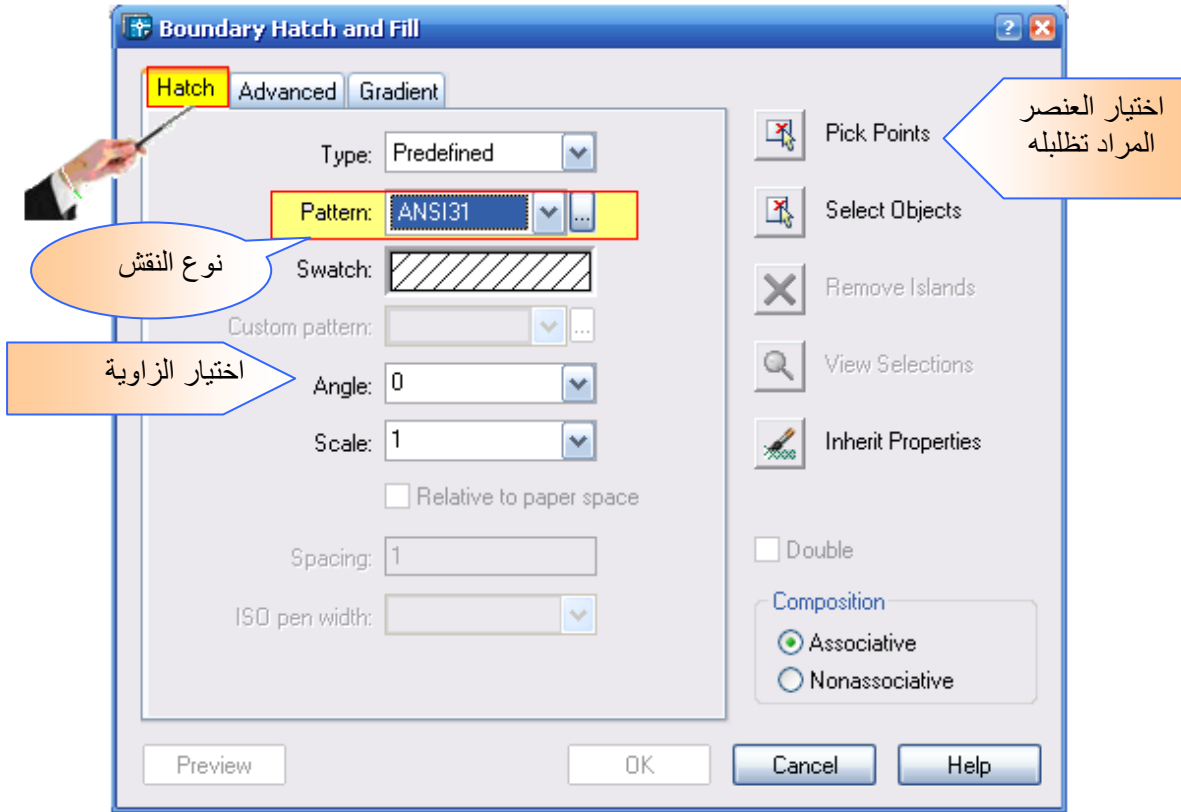 Boundary Hatch and Fill
Hatch
Advanced
Gradient
Type: Predefined
Pattern: ANSI31 ...
نوع النقش
Swatch:
Custom pattern: ...
اختيار الزاوية
Angle: 0
Scale: 1
Relative to paper space
Spacing: 1
ISO pen width:
Pick Points
اختيار العنصر
المراد تظلبله
Select Objects
Remove Islands
View Selections
Inherit Properties
Double
Composition
Associative
Nonassociative
Preview
OK
Cancel
Help